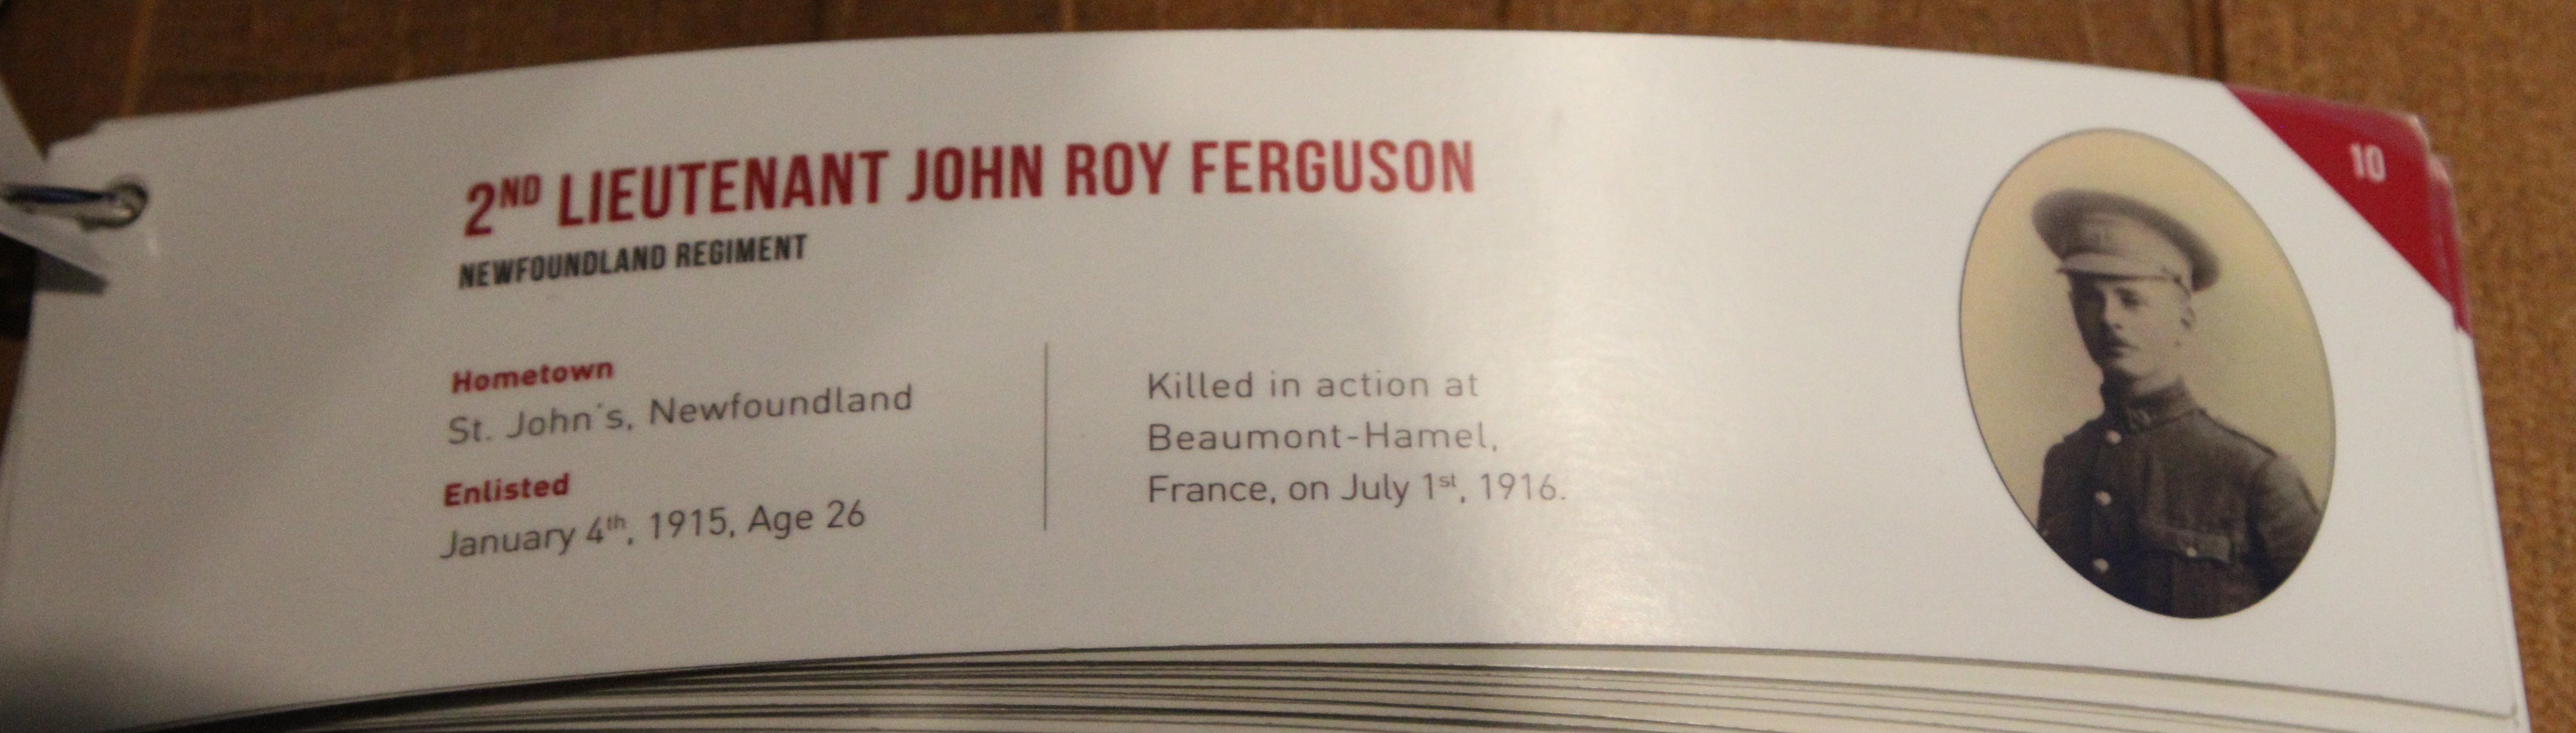 2ND LIEUTENANT JOHN ROY FERGUSON
NEWFOUNDLAND REGIMENT
10
Hometown
St. John's, Newfoundland
Enlisted
January 4th, 1915, Age 26
Killed in action at
Beaumont-Hamel,
France, on July 1st, 1916.